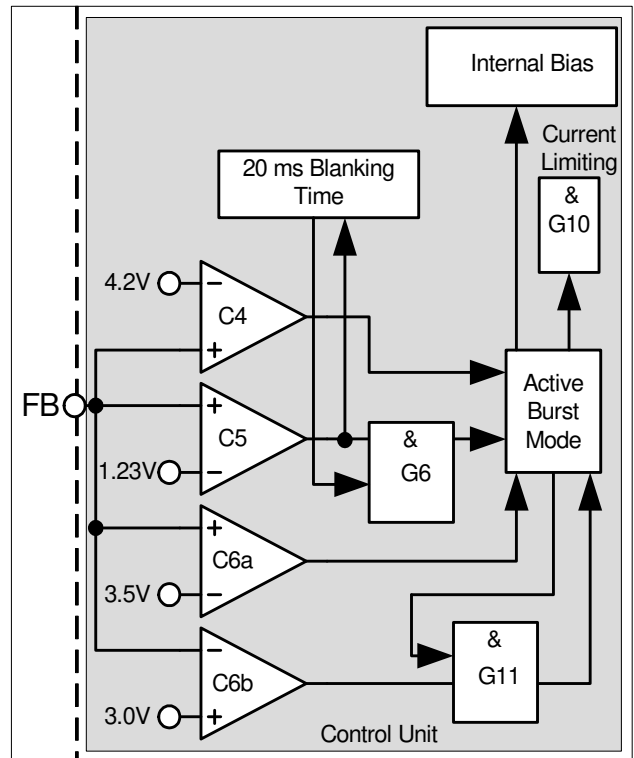 Internal Bias
Current
Limiting
20 ms Blanking
Time
&
G10
4.2V
−
C4
+
FB
+
C5
−
1.23V
&
G6
Active
Burst
Mode
+
C6a
−
3.5V
−
C6b
+
3.0V
&
G11
Control Unit